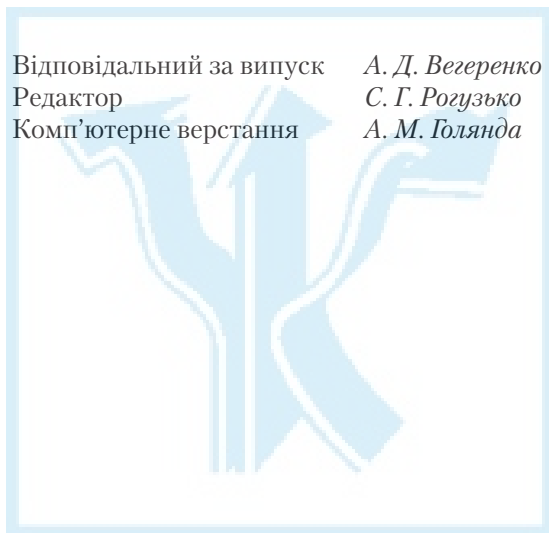 Відповідальний за випуск А. Д. Вегеренко
Редактор С. Г. Рогузько
Комп’ютерне верстання А. М. Голянда